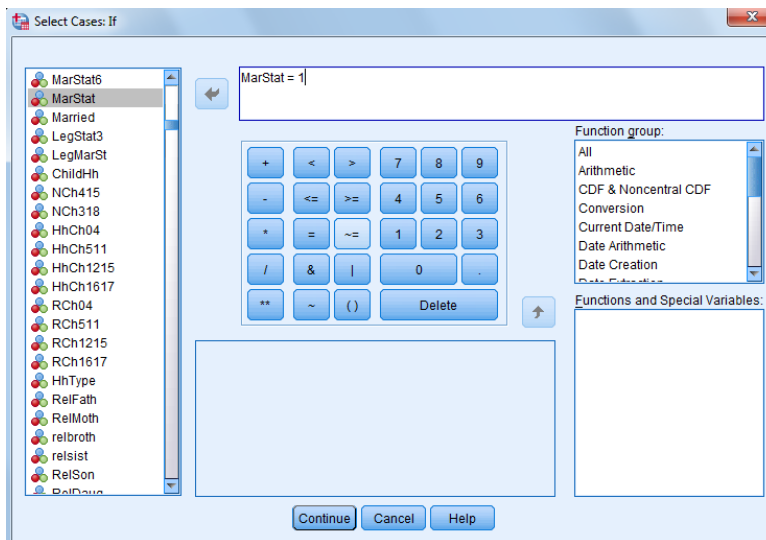 Select Cases: If
x
MarStat6
MarStat
Married
LegStat3
LegMarSt
ChildHh
NCh415
NCh318
HhCh04
HhCh511
HhCh1215
HhCh1617
RCh04
RCh511
RCh1215
RCh1617
HhType
RelFath
RelMoth
relbroth
relsist
RelSon
RelDaug
MarStat = 1
+ < > 7 8 9
- <= >= 4 5 6
* = ~= 1 2 3
/ & | 0 .
** ~ ( ) Delete
Function group:
All
Arithmetic
CDF & Noncentral CDF
Conversion
Current Date/Time
Date Arithmetic
Date Creation
Date Extraction
Functions and Special Variables:
Continue Cancel Help